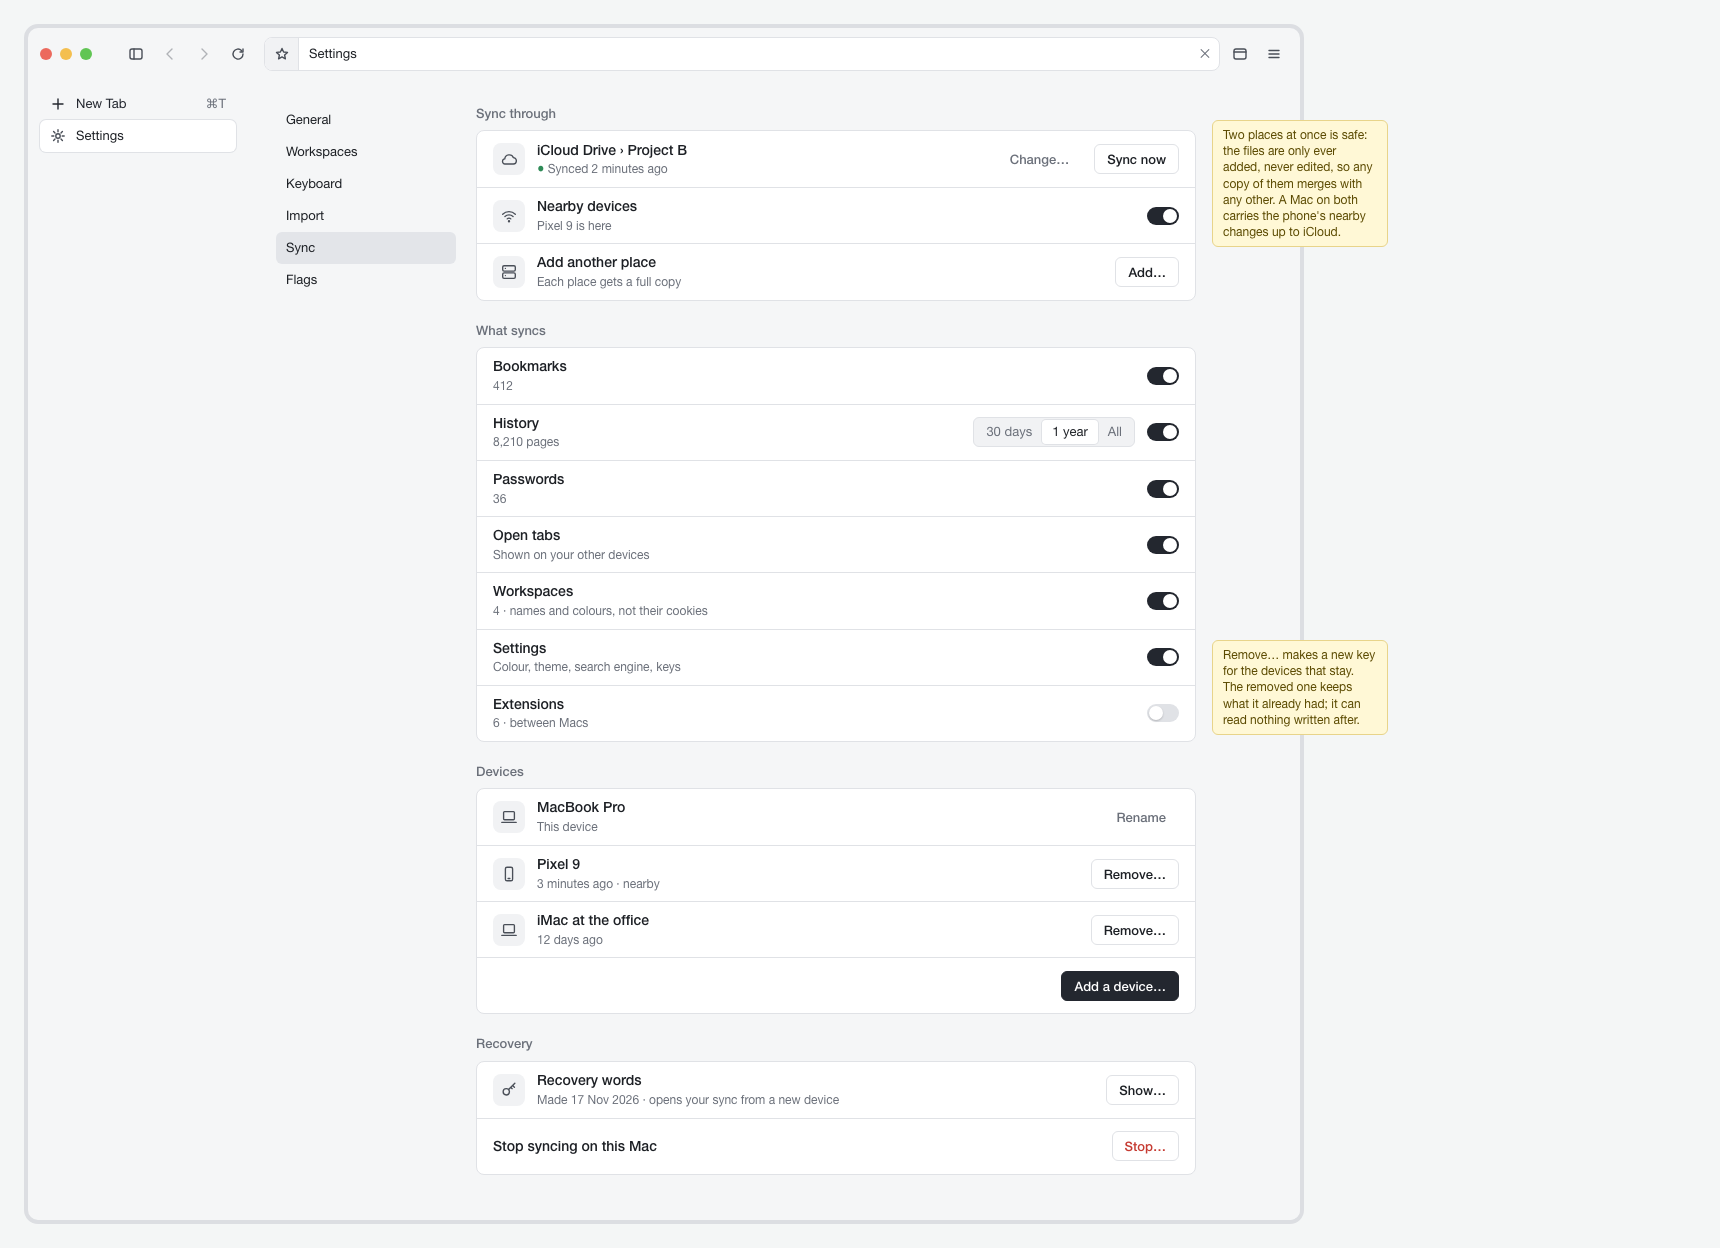 Settings
New Tab ⌘T
Settings
General
Workspaces
Keyboard
Import
Sync
Flags
Sync through
iCloud Drive › Project B
Synced 2 minutes ago
Change…
Sync now
Nearby devices
Pixel 9 is here
Add another place
Each place gets a full copy
Add…
What syncs
Bookmarks
412
History
8,210 pages
30 days
1 year
All
Passwords
36
Open tabs
Shown on your other devices
Workspaces
4 · names and colours, not their cookies
Settings
Colour, theme, search engine, keys
Extensions
6 · between Macs
Devices
MacBook Pro
This device
Rename
Pixel 9
3 minutes ago · nearby
Remove…
iMac at the office
12 days ago
Remove…
Add a device…
Recovery
Recovery words
Made 17 Nov 2026 · opens your sync from a new device
Show…
Stop syncing on this Mac
Stop…
Two places at once is safe:
the files are only ever
added, never edited, so any
copy of them merges with
any other. A Mac on both
carries the phone's nearby
changes up to iCloud.
Remove… makes a new key
for the devices that stay.
The removed one keeps
what it already had; it can
read nothing written after.